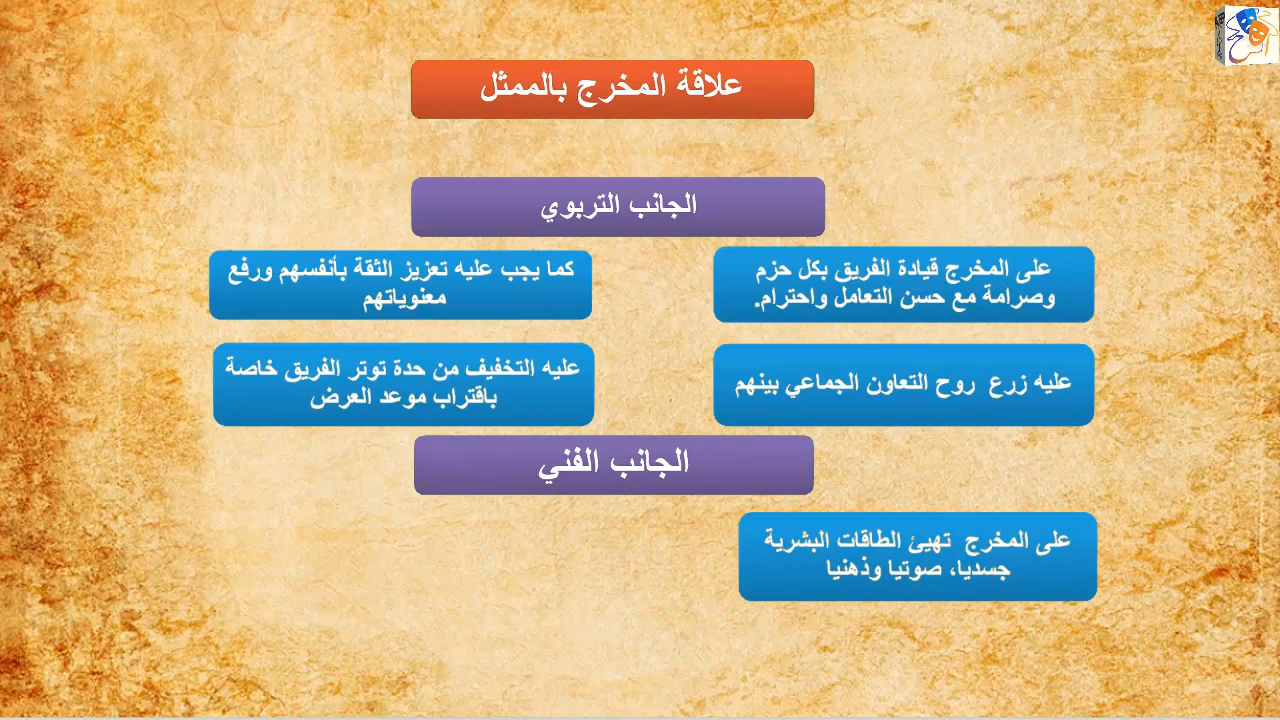 علاقة المخرج بالممثل
الجانب التربوي
على المخرج قيادة الفريق بكل حزم
وصرامة مع حسن التعامل واحترام.
كما يجب عليه تعزيز الثقة بأنفسهم ورفع
معنوياتهم
عليه زرع روح التعاون الجماعي بينهم
عليه التخفيف من حدة توتر الفريق خاصة
باقتراب موعد العرض
الجانب الفني
على المخرج تهيئ الطاقات البشرية
جسديا، صوتيا وذهنيا